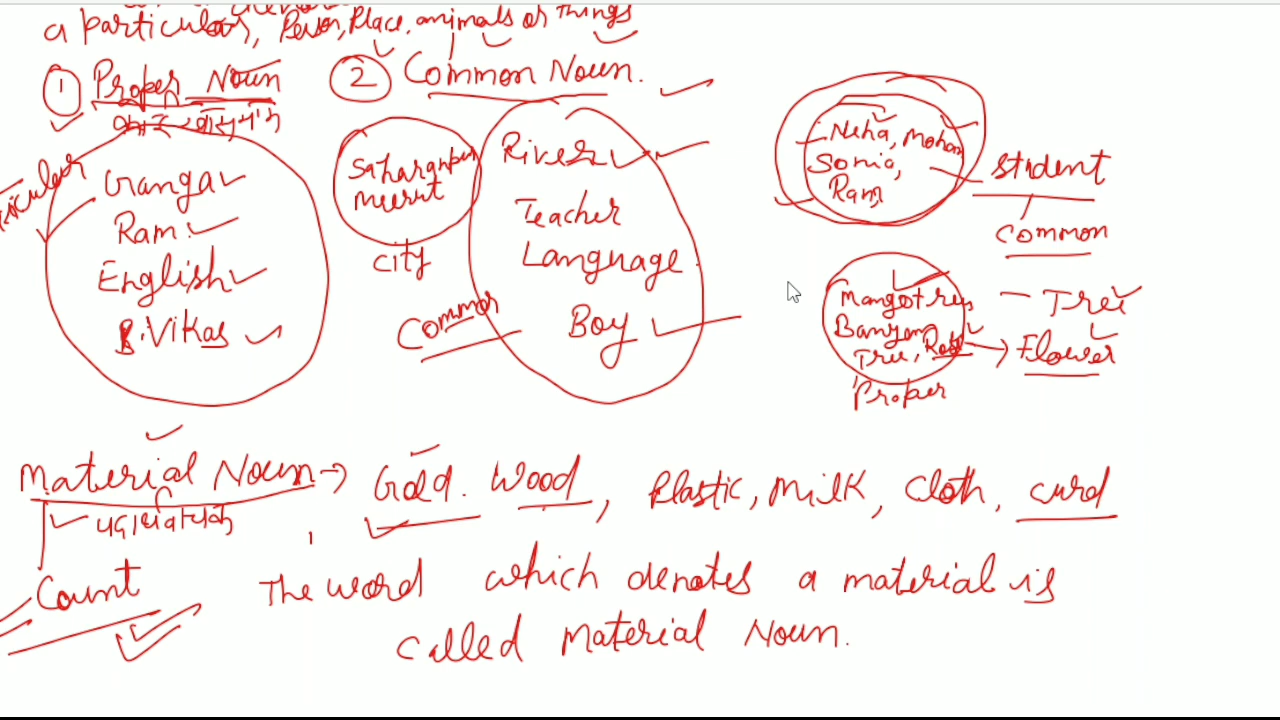 a particular, Person, Place, animals or things
1 Proper Noun
2 Common Noun.
Ganga
Ram.
English
Vikas
Saharanpur
meerut
city
Common
River
Teacher
Language
Boy
Neha, Mohan
Sonia,
Ram,
Student
Common
Mangotree
Banyan
Tree, Rose
Proper
Tree
Flower
Material Noun → Gold. Wood, Plastic, Milk, Cloth, Curd
Count
The word which denotes a material is
called Material Noun.